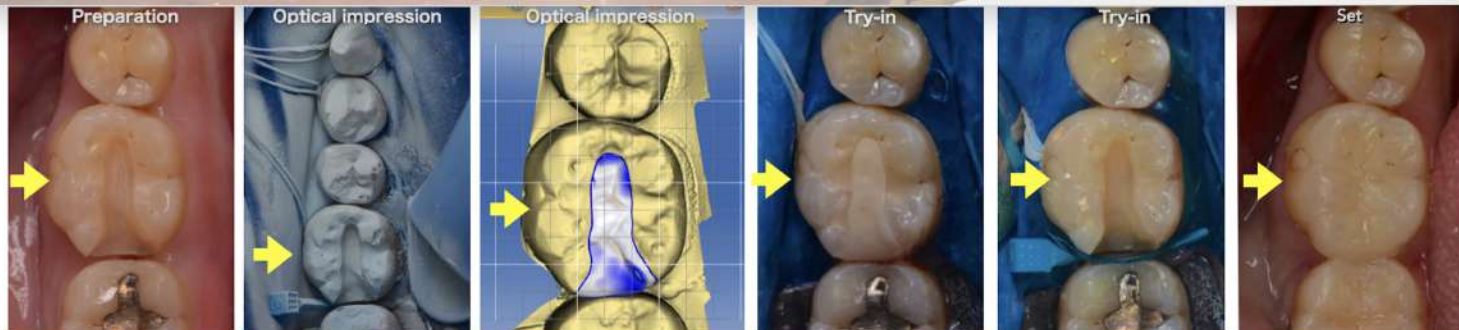 Preparation
Optical impression
Optical impression
Try-in
Try-in
Set